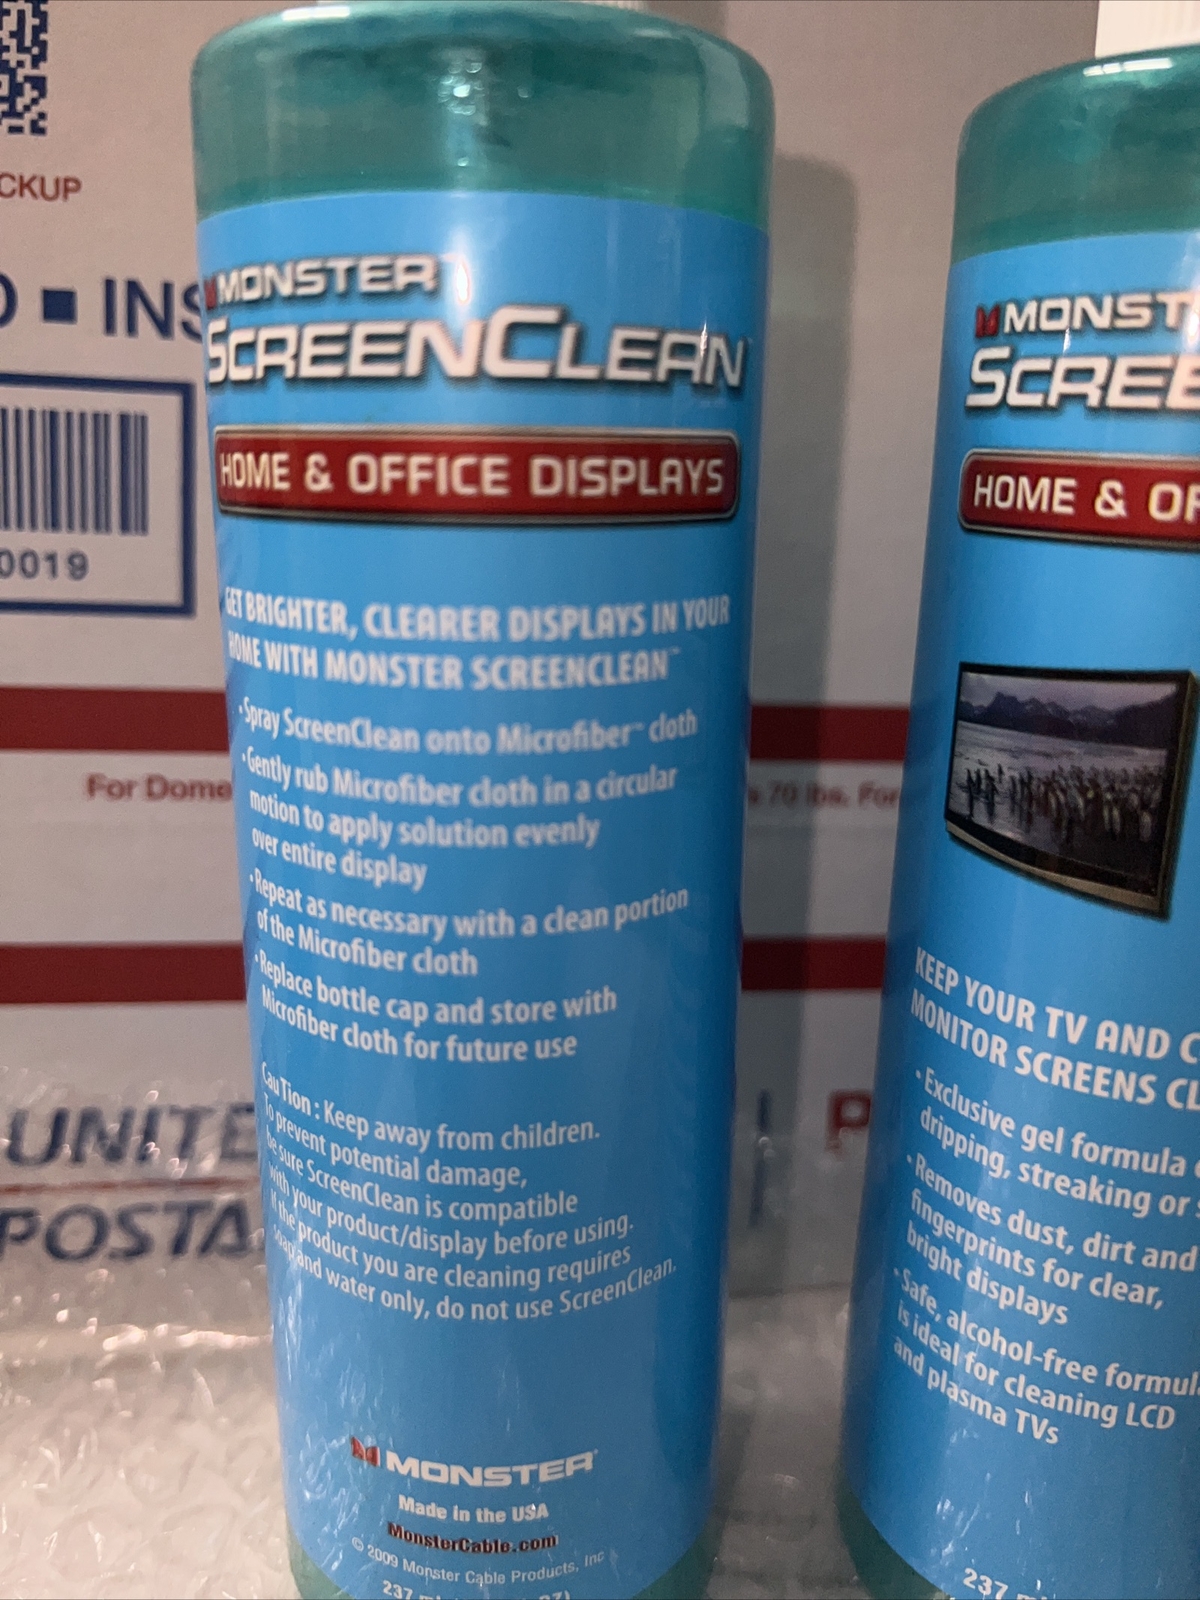 CKUP
INS
0019
For Dome
70 lbs. For
UNITE
POSTA
P
MONSTER
SCREENCLEAN
HOME & OFFICE DISPLAYS
GET BRIGHTER, CLEARER DISPLAYS IN YOUR
HOME WITH MONSTER SCREENCLEAN™
•Spray ScreenClean onto Microfiber™ cloth
•Gently rub Microfiber cloth in a circular
motion to apply solution evenly
over entire display
•Repeat as necessary with a clean portion
of the Microfiber cloth
•Replace bottle cap and store with
Microfiber cloth for future use
CauTion : Keep away from children.
To prevent potential damage,
be sure ScreenClean is compatible
with your product/display before using.
If the product you are cleaning requires
soap and water only, do not use ScreenClean.
MONSTER®
Made in the USA
MonsterCable.com
© 2009 Monster Cable Products, Inc
237
MONST
SCREE
HOME & OF
KEEP YOUR TV AND C
MONITOR SCREENS CL
• Exclusive gel formula
dripping, streaking or
• Removes dust, dirt and
fingerprints for clear,
bright displays
• Safe, alcohol-free formul
is ideal for cleaning LCD
and plasma TVs
237